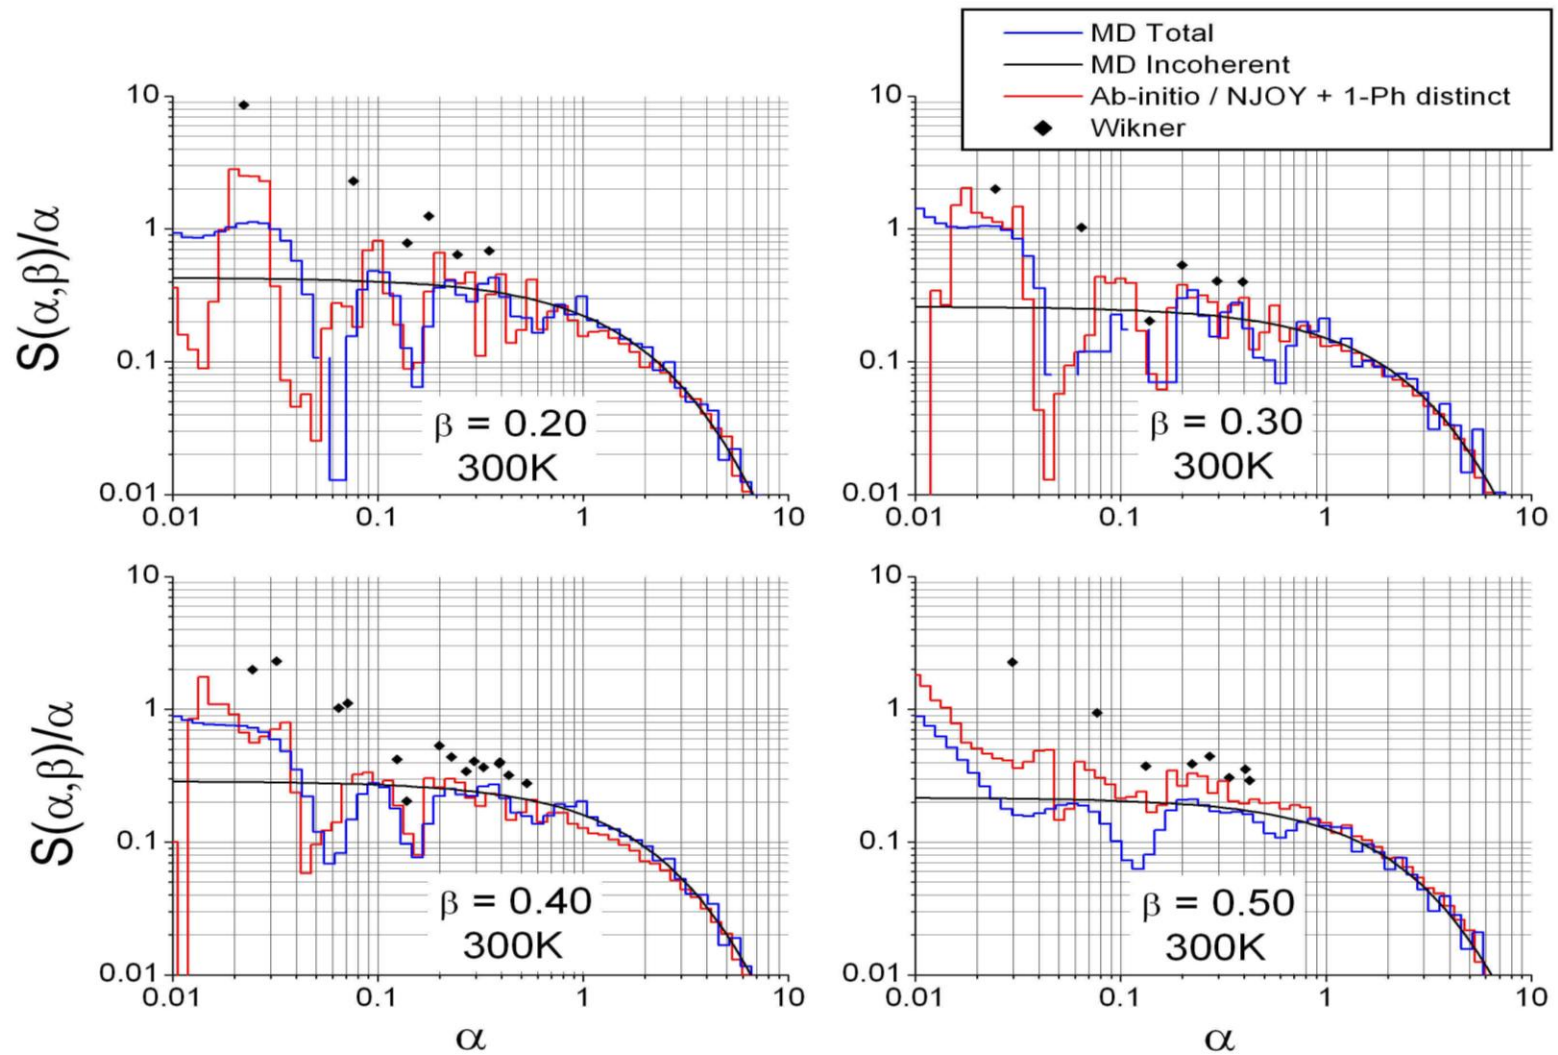 MD Total
MD Incoherent
Ab-initio / NJOY + 1-Ph distinct
Wikner
10
1
0.1
0.01
S(α,β)/α
β = 0.20
300K
0.01 0.1 1 10
10
1
0.1
0.01
β = 0.30
300K
0.01 0.1 1 10
10
1
0.1
0.01
S(α,β)/α
β = 0.40
300K
0.01 0.1 1 10
α
10
1
0.1
0.01
β = 0.50
300K
0.01 0.1 1 10
α